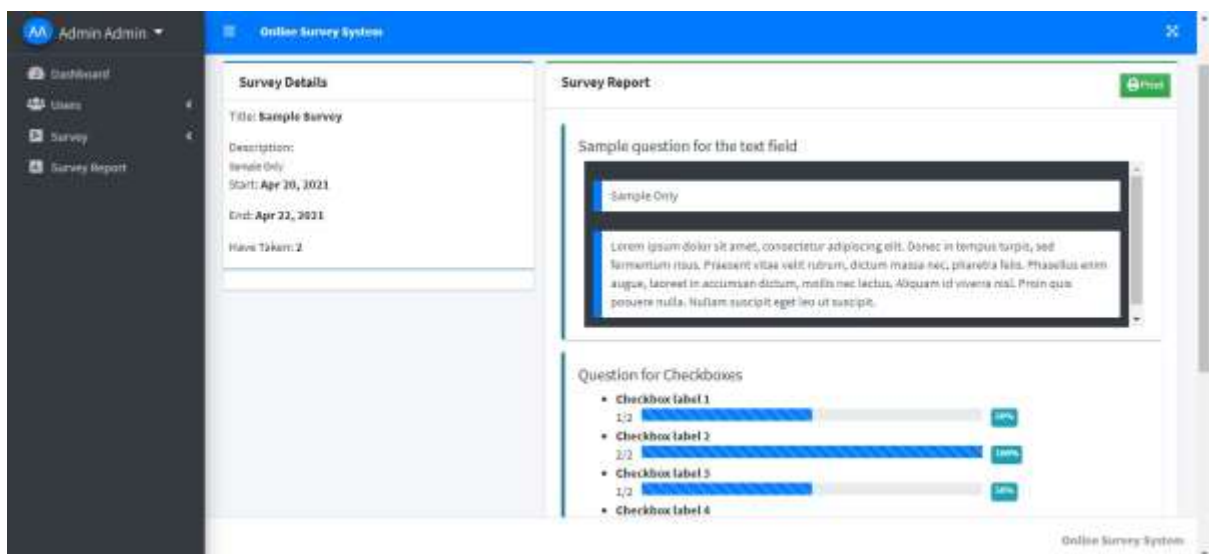 AA Admin Admin
Online Survey System
Dashboard
Users
Survey
Survey Report
Survey Details
Title: Sample Survey
Description:
Sample Only
Start: Apr 20, 2021
End: Apr 22, 2021
Have Taken: 2
Survey Report
Print
Sample question for the text field
Sample Only
Lorem ipsum dolor sit amet, consectetur adipiscing elit. Donec in tempus turpis, sed
fermentum risus. Praesent vitae velit rutrum, dictum massa nec, pharetra felis. Phasellus enim
augue, laoreet in accumsan dictum, mollis nec lectus. Aliquam id viverra nisl. Proin quis
posuere nulla. Nullam suscipit eget leo ut suscipit.
Question for Checkboxes
Checkbox label 1
1/2 50%
Checkbox label 2
2/2 100%
Checkbox label 3
1/2 50%
Checkbox label 4
Online Survey System